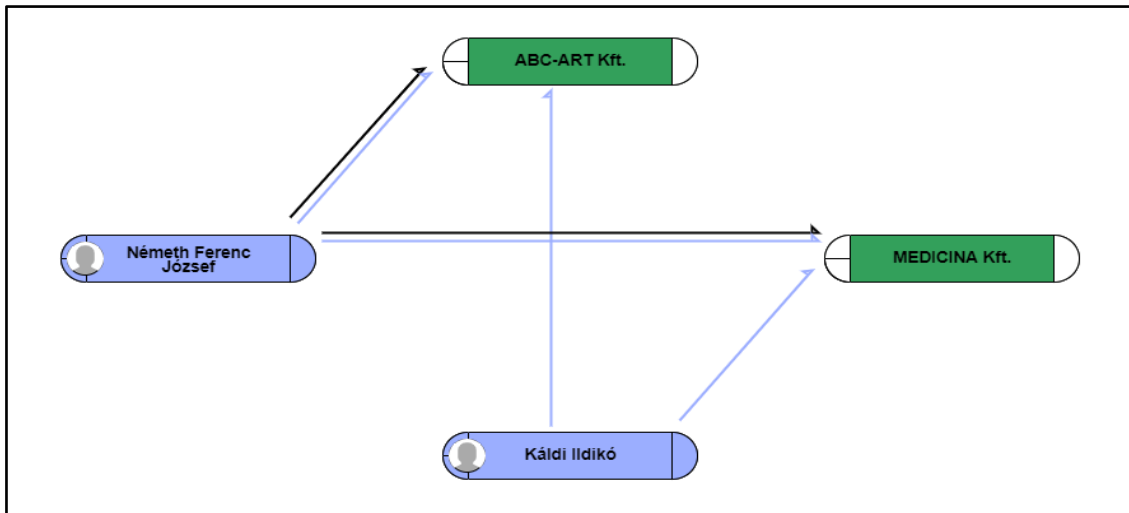 ABC-ART Kft.
Németh Ferenc
József
MEDICINA Kft.
Káldi Ildikó